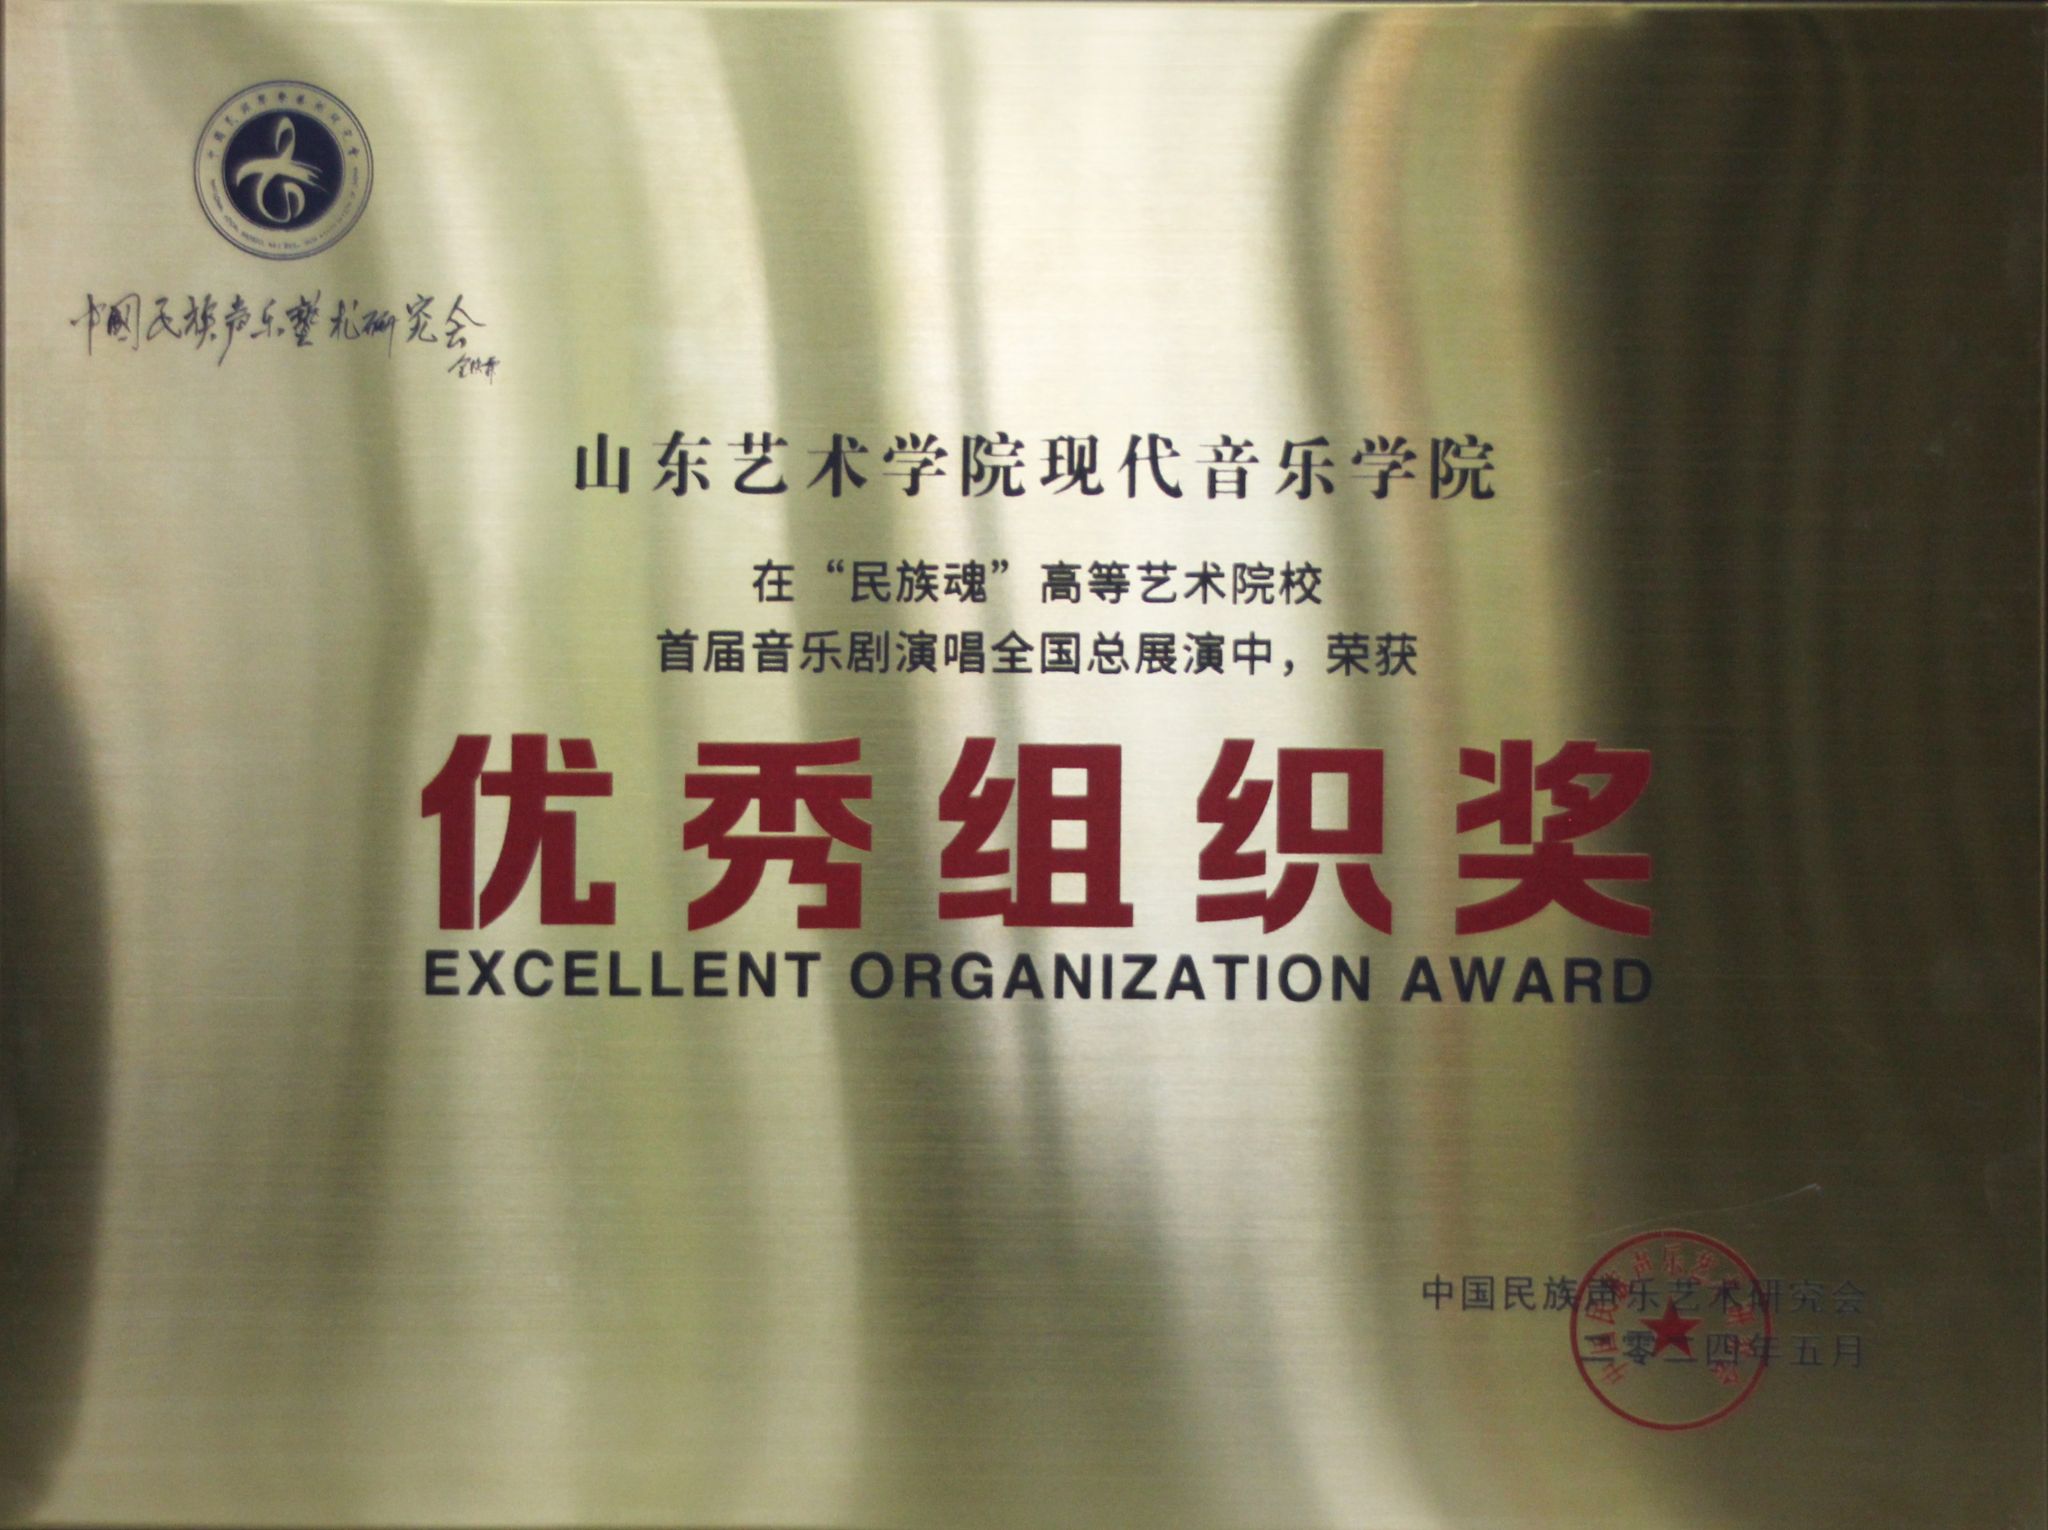 中國民族声乐藝术研究会
山东艺术学院现代音乐学院
在“民族魂”高等艺术院校
首届音乐剧演唱全国总展演中，荣获
优秀组织奖
EXCELLENT ORGANIZATION AWARD
中国民族声乐艺术研究会
二零二四年五月